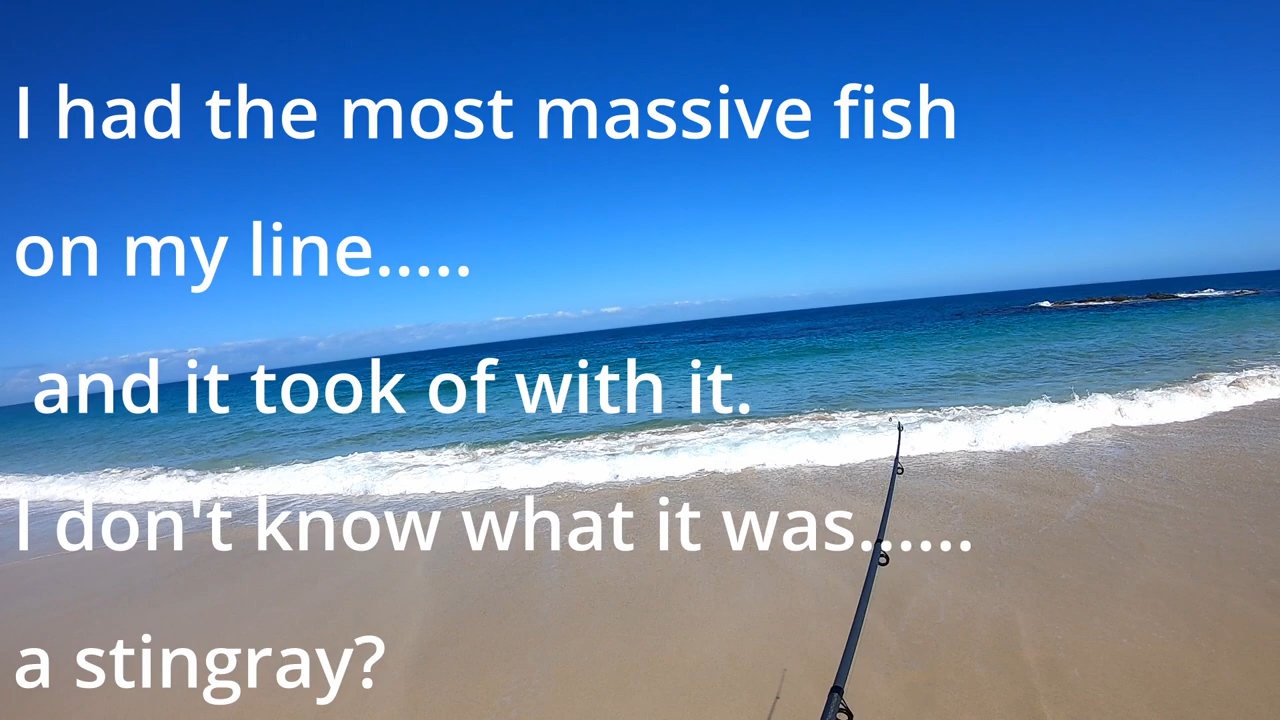 I had the most massive fish
on my line.....
and it took of with it.
I don't know what it was......
a stingray?